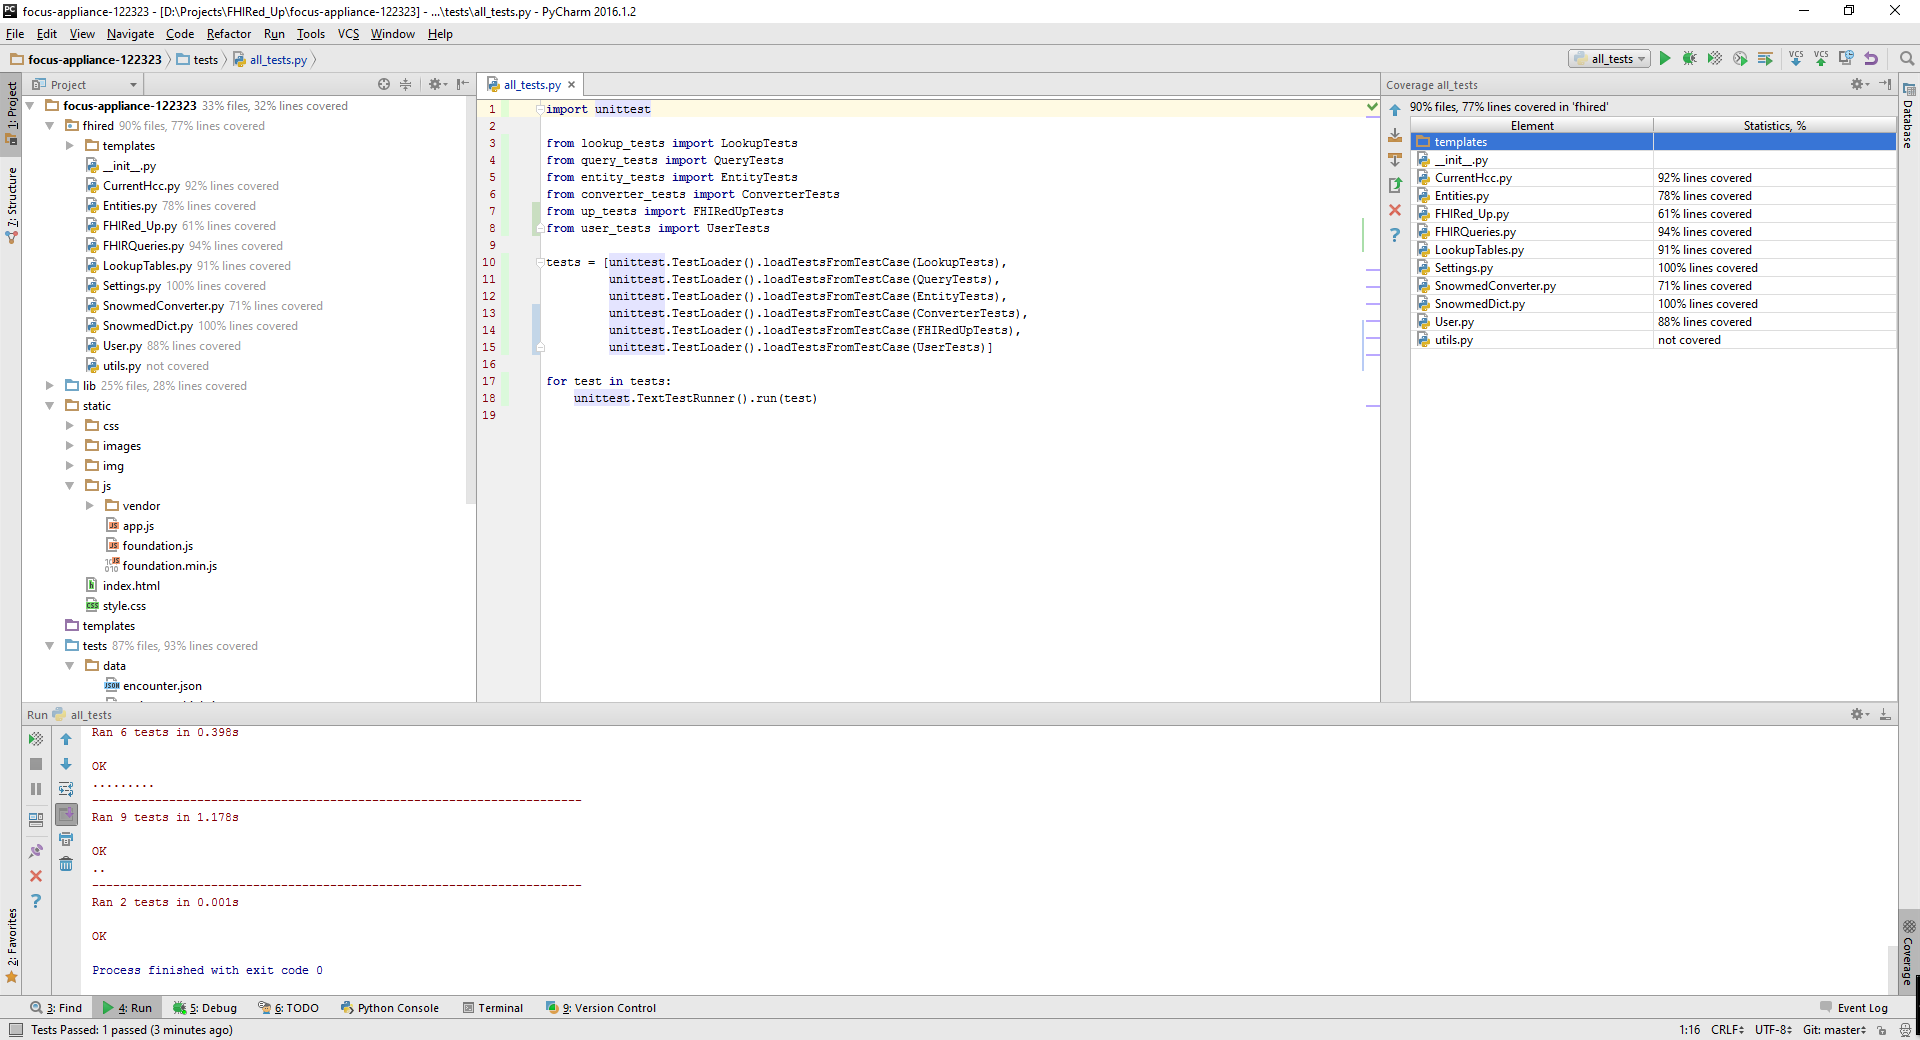 focus-appliance-122323 - [D:\Projects\FHIRed_Up\focus-appliance-122323] - ...\tests\all_tests.py - PyCharm 2016.1.2
File Edit View Navigate Code Refactor Run Tools VCS Window Help
focus-appliance-122323 tests all_tests.py
all_tests
VCS VCS
1: Project
7: Structure
2: Favorites
Project
focus-appliance-122323 33% files, 32% lines covered
fhired 90% files, 77% lines covered
templates
__init__.py
CurrentHcc.py 92% lines covered
Entities.py 78% lines covered
FHIRed_Up.py 61% lines covered
FHIRQueries.py 94% lines covered
LookupTables.py 91% lines covered
Settings.py 100% lines covered
SnowmedConverter.py 71% lines covered
SnowmedDict.py 100% lines covered
User.py 88% lines covered
utils.py not covered
lib 25% files, 28% lines covered
static
css
images
img
js
vendor
app.js
foundation.js
foundation.min.js
index.html
style.css
templates
tests 87% files, 93% lines covered
data
encounter.json
all_tests.py
1 import unittest
2
3 from lookup_tests import LookupTests
4 from query_tests import QueryTests
5 from entity_tests import EntityTests
6 from converter_tests import ConverterTests
7 from up_tests import FHIRedUpTests
8 from user_tests import UserTests
9
10 tests = [unittest.TestLoader().loadTestsFromTestCase(LookupTests),
11 unittest.TestLoader().loadTestsFromTestCase(QueryTests),
12 unittest.TestLoader().loadTestsFromTestCase(EntityTests),
13 unittest.TestLoader().loadTestsFromTestCase(ConverterTests),
14 unittest.TestLoader().loadTestsFromTestCase(FHIRedUpTests),
15 unittest.TestLoader().loadTestsFromTestCase(UserTests)]
16
17 for test in tests:
18 unittest.TextTestRunner().run(test)
19
Coverage all_tests
90% files, 77% lines covered in 'fhired'
Element Statistics, %
templates
__init__.py
CurrentHcc.py 92% lines covered
Entities.py 78% lines covered
FHIRed_Up.py 61% lines covered
FHIRQueries.py 94% lines covered
LookupTables.py 91% lines covered
Settings.py 100% lines covered
SnowmedConverter.py 71% lines covered
SnowmedDict.py 100% lines covered
User.py 88% lines covered
utils.py not covered
Database
Coverage
Run all_tests
Ran 6 tests in 0.398s
OK
.........
----------------------------------------------------------------------
Ran 9 tests in 1.178s
OK
..
----------------------------------------------------------------------
Ran 2 tests in 0.001s
OK
Process finished with exit code 0
3: Find 4: Run 5: Debug 6: TODO Python Console Terminal 9: Version Control Event Log
Tests Passed: 1 passed (3 minutes ago) 1:16 CRLF UTF-8 Git: master